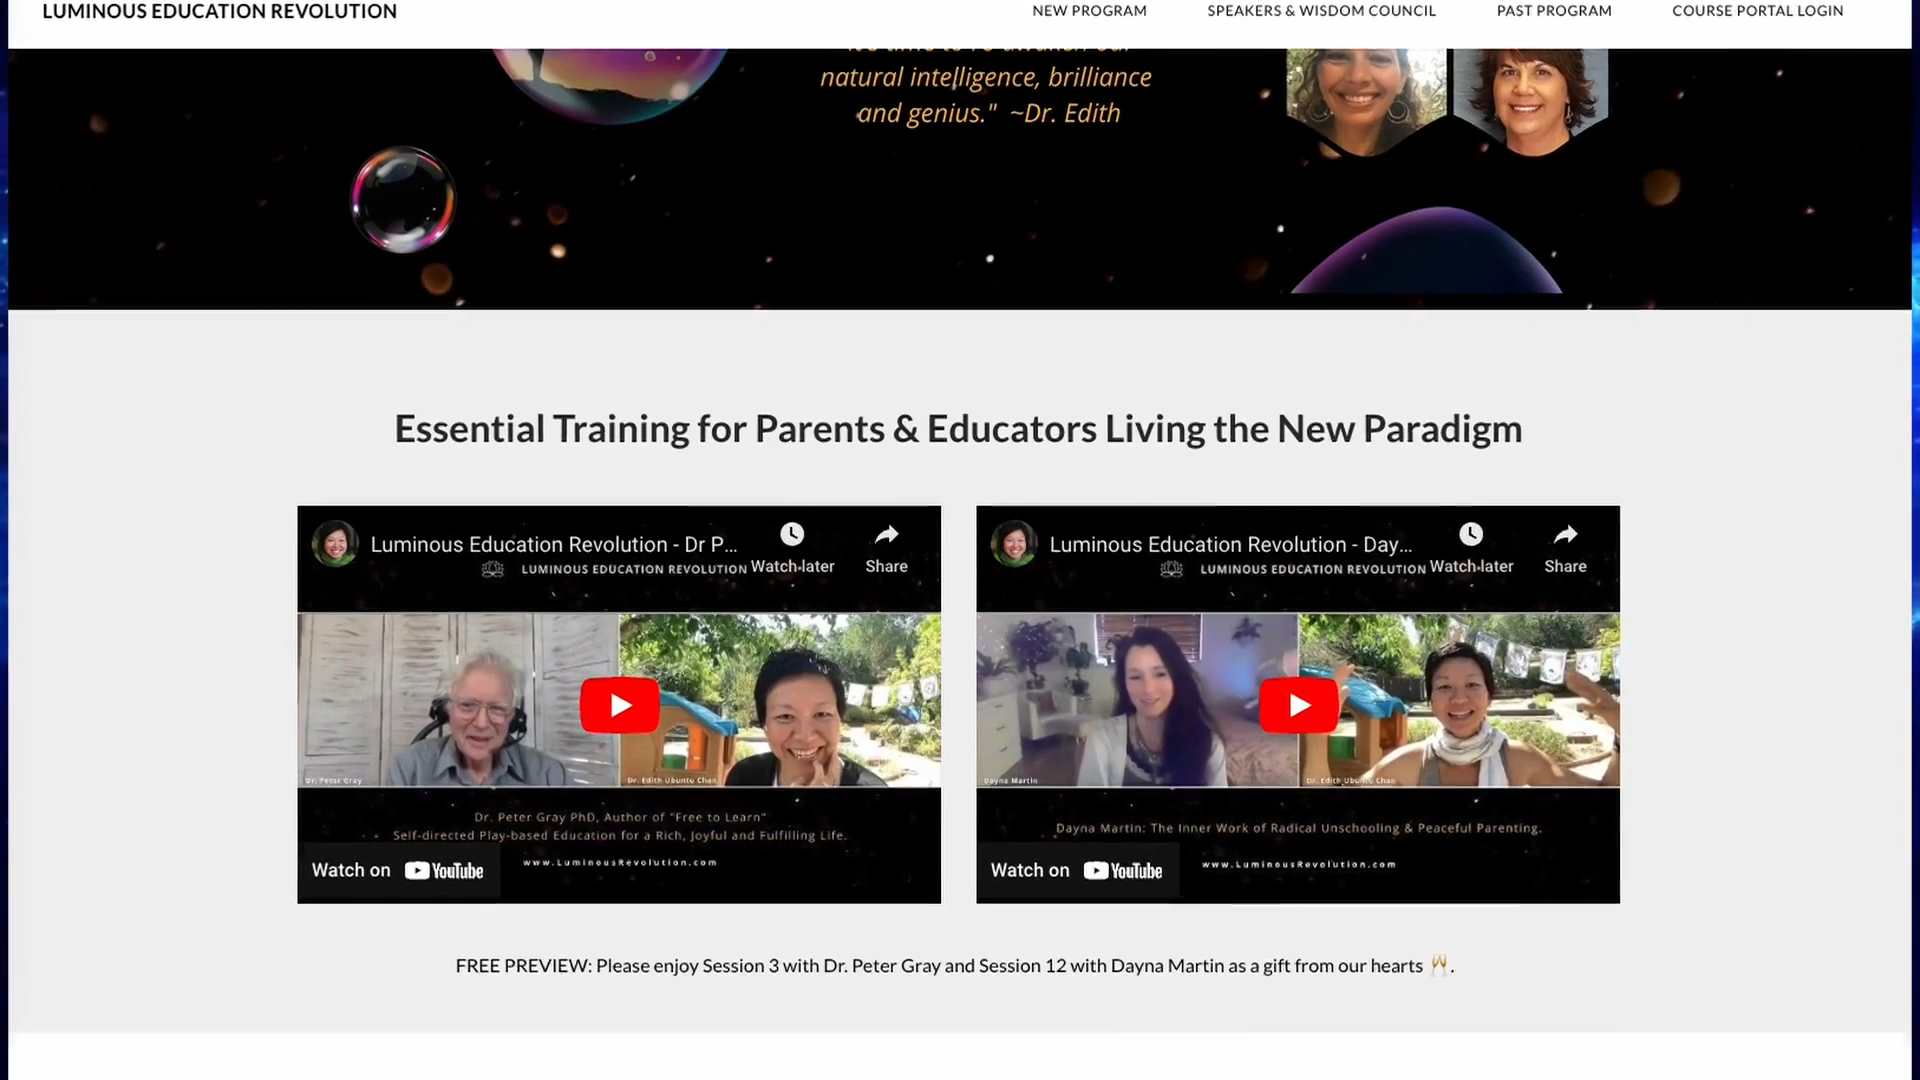 LUMINOUS EDUCATION REVOLUTION
NEW PROGRAM
SPEAKERS & WISDOM COUNCIL
PAST PROGRAM
COURSE PORTAL LOGIN
natural intelligence, brilliance
and genius." ~Dr. Edith
Essential Training for Parents & Educators Living the New Paradigm
Luminous Education Revolution - Dr P...
Watch later
Share
LUMINOUS EDUCATION REVOLUTION
Dr. Peter Gray
Dr. Edith Ubuntu Chan
Dr. Peter Gray PhD, Author of "Free to Learn"
Self-directed Play-based Education for a Rich, Joyful and Fulfilling Life.
www.LuminousRevolution.com
Watch on YouTube
Luminous Education Revolution - Day...
Watch later
Share
LUMINOUS EDUCATION REVOLUTION
Dayna Martin
Dr. Edith Ubuntu Chan
Dayna Martin: The Inner Work of Radical Unschooling & Peaceful Parenting.
www.LuminousRevolution.com
Watch on YouTube
FREE PREVIEW: Please enjoy Session 3 with Dr. Peter Gray and Session 12 with Dayna Martin as a gift from our hearts 🥂.